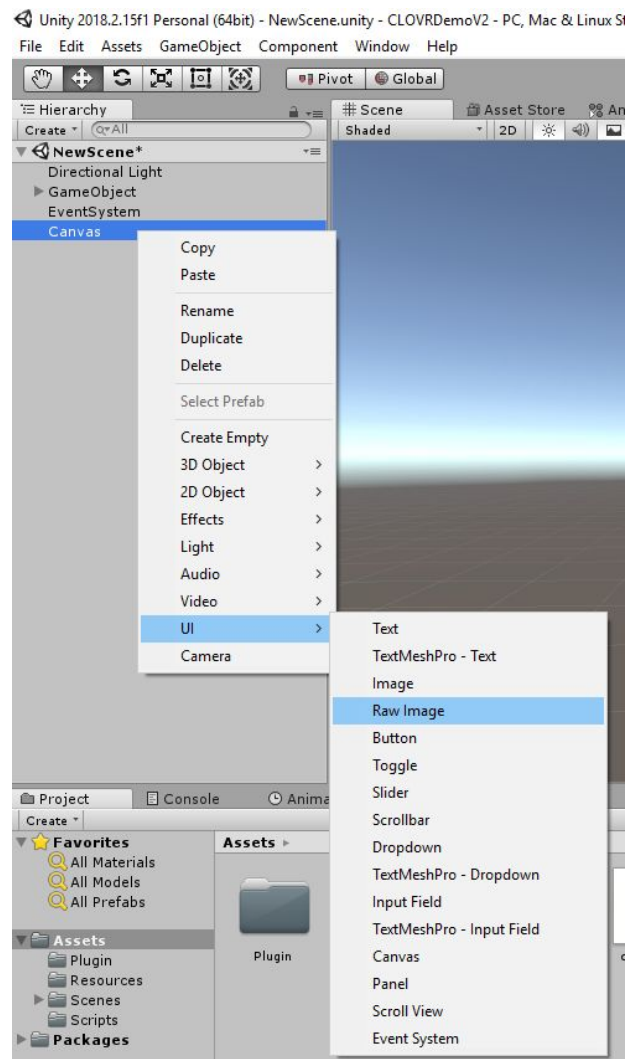 Unity 2018.2.15f1 Personal (64bit) - NewScene.unity - CLOVRDemoV2 - PC, Mac & Linux St
File Edit Assets GameObject Component Window Help
Pivot Global
Hierarchy
Create All
NewScene*
Directional Light
GameObject
EventSystem
Canvas
Scene Asset Store An
Shaded 2D
Copy
Paste
Rename
Duplicate
Delete
Select Prefab
Create Empty
3D Object
2D Object
Effects
Light
Audio
Video
UI
Camera
Text
TextMeshPro - Text
Image
Raw Image
Button
Toggle
Slider
Scrollbar
Dropdown
TextMeshPro - Dropdown
Input Field
TextMeshPro - Input Field
Canvas
Panel
Scroll View
Event System
Project Console Anima
Create
Favorites
All Materials
All Models
All Prefabs
Assets
Plugin
Resources
Scenes
Scripts
Packages
Assets
Plugin